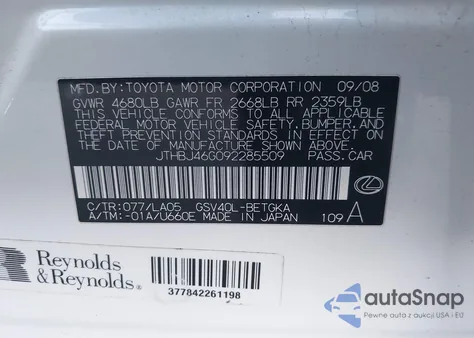 MFD.BY:TOYOTA MOTOR CORPORATION 09/08
GVWR 4680LB GAWR FR 2668LB RR 2359LB
THIS VEHICLE CONFORMS TO ALL APPLICABLE
FEDERAL MOTOR VEHICLE SAFETY,BUMPER,AND
THEFT PREVENTION STANDARDS IN EFFECT ON
THE DATE OF MANUFACTURE SHOWN ABOVE.
JTHBJ46G092285509 PASS.CAR
C/TR:077/LA05 GSV40L-BETGKA
A/TM:-01A/U660E MADE IN JAPAN 109 A
R
Reynolds
& Reynolds®
377842261198
autoSnap
Pewne auta z aukcji USA i EU